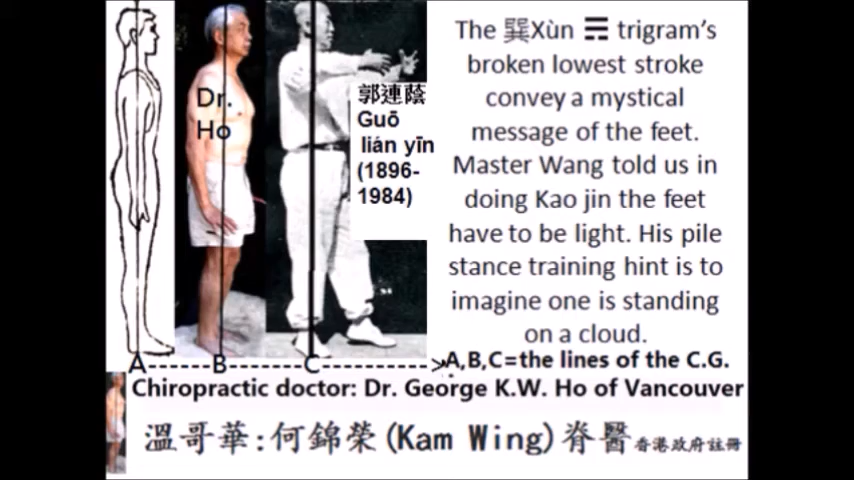 Dr.
Ho
郭連蔭
Guō
lián yīn
(1896-
1984)
The 巽Xùn ☴ trigram’s
broken lowest stroke
convey a mystical
message of the feet.
Master Wang told us in
doing Kao jin the feet
have to be light. His pile
stance training hint is to
imagine one is standing
on a cloud.
A------B-------C---------->A,B,C=the lines of the C.G.
Chiropractic doctor: Dr. George K.W. Ho of Vancouver
溫哥華:何錦榮(Kam Wing)脊醫香港政府註冊